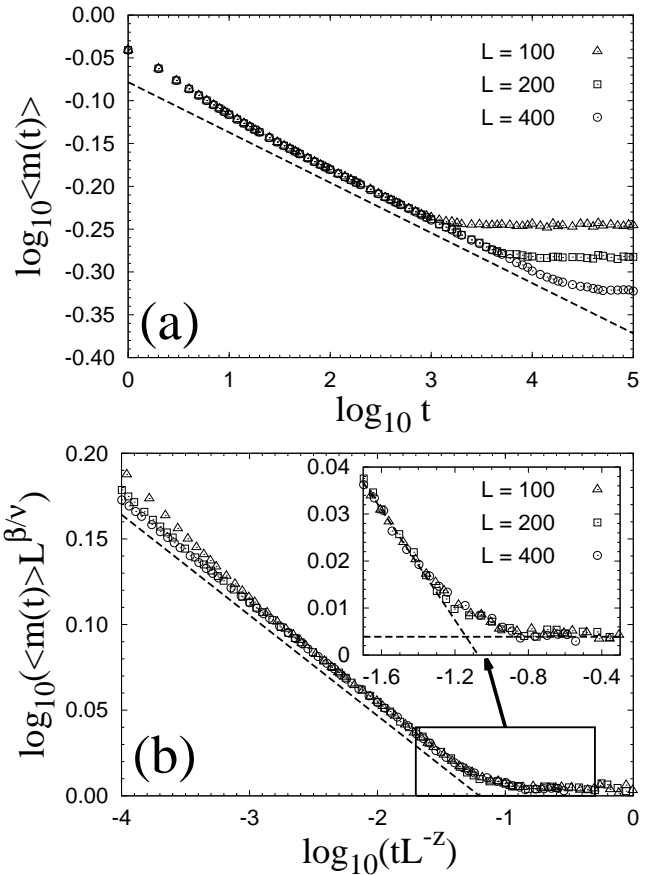 0.00
-0.05
-0.10
-0.15
-0.20
-0.25
-0.30
-0.35
-0.40
log₁₀<m(t)>
L = 100
L = 200
L = 400
(a)
0 1 2 3 4 5
log₁₀ t
0.20
0.15
0.10
0.05
0.00
log₁₀(<m(t)>L^β/ν)
0.04
0.03
0.02
0.01
0
L = 100
L = 200
L = 400
-1.6 -1.2 -0.8 -0.4
(b)
-4 -3 -2 -1 0
log₁₀(tL^-z)